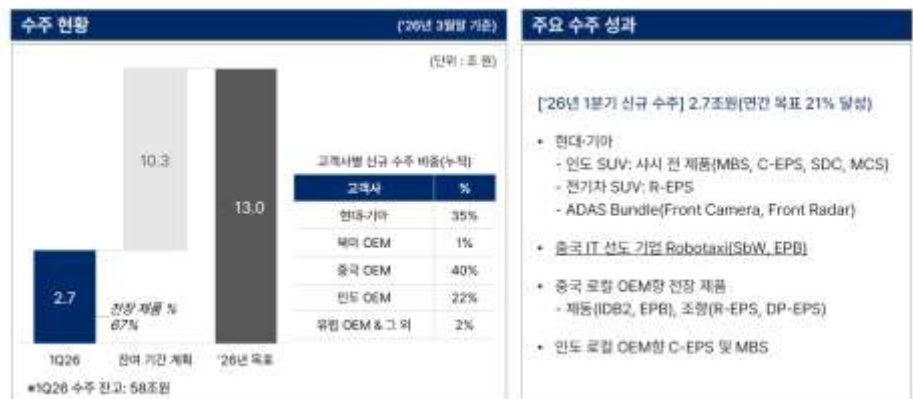 수주 현황 ('26년 3월말 기준)
(단위 : 조 원)
10.3
13.0
2.7
전장 제품 %
67%
1Q26 잔여 기간 계획 '26년 목표
*1Q26 수주 잔고: 58조원
고객사별 신규 수주 비율(누적)
고객사 %
현대·기아 35%
북미 OEM 1%
중국 OEM 40%
인도 OEM 22%
유럽 OEM & 그 외 2%
주요 수주 성과
['26년 1분기 신규 수주] 2.7조원(연간 목표 21% 달성)
• 현대·기아
- 인도 SUV: 샤시 전 제품(MBS, C-EPS, SDC, MCS)
- 전기차 SUV: R-EPS
- ADAS Bundle(Front Camera, Front Radar)
• 중국 IT 선도 기업 Robotaxi(SbW, EPB)
• 중국 로컬 OEM향 전장 제품
- 제동(IDB2, EPB), 조향(R-EPS, DP-EPS)
• 인도 로컬 OEM향 C-EPS 및 MBS